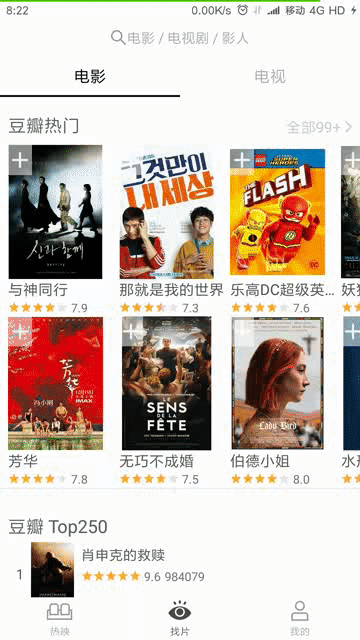 8:22 0.00K/s 移动 4G HD
电影 / 电视剧 / 影人
电影 电视
豆瓣热门 全部99+
신과 함께
그것만이
내 세상
LEGO
SUPER HEROES
THE FLASH
与神同行 那就是我的世界 乐高DC超级英... 妖猫
7.9 7.3 7.6
芳华
冯小刚
IMAX
SENS
DE LA
FÊTE
Lady Bird
芳华 无巧不成婚 伯德小姐 水形
7.8 7.5 8.0
豆瓣 Top250
1 肖申克的救赎
9.6 984079
热映 找片 我的